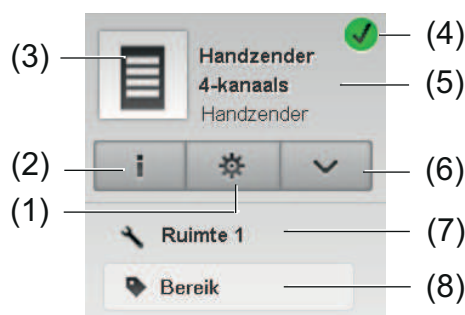 (3)
Handzender
4-kanaals
Handzender
(4)
(5)
(2)
i
(6)
(1)
Ruimte 1
(7)
Bereik
(8)